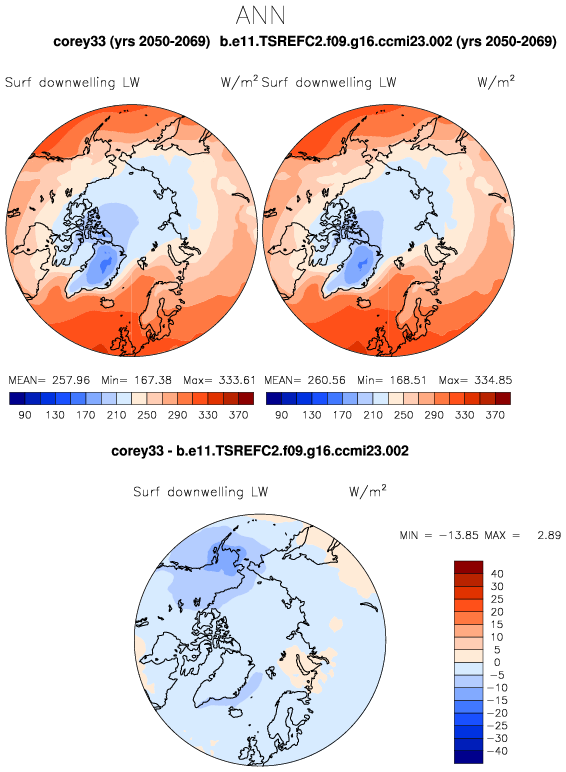 ANN
corey33 (yrs 2050-2069) b.e11.TSREFC2.f09.g16.ccmi23.002 (yrs 2050-2069)
Surf downwelling LW W/m² Surf downwelling LW W/m²
MEAN= 257.96 Min= 167.38 Max= 333.61 MEAN= 260.56 Min= 168.51 Max= 334.85
90 130 170 210 250 290 330 370 90 130 170 210 250 290 330 370
corey33 - b.e11.TSREFC2.f09.g16.ccmi23.002
Surf downwelling LW W/m²
MIN = -13.85 MAX = 2.89
40
30
25
20
15
10
5
0
-5
-10
-15
-20
-25
-30
-40